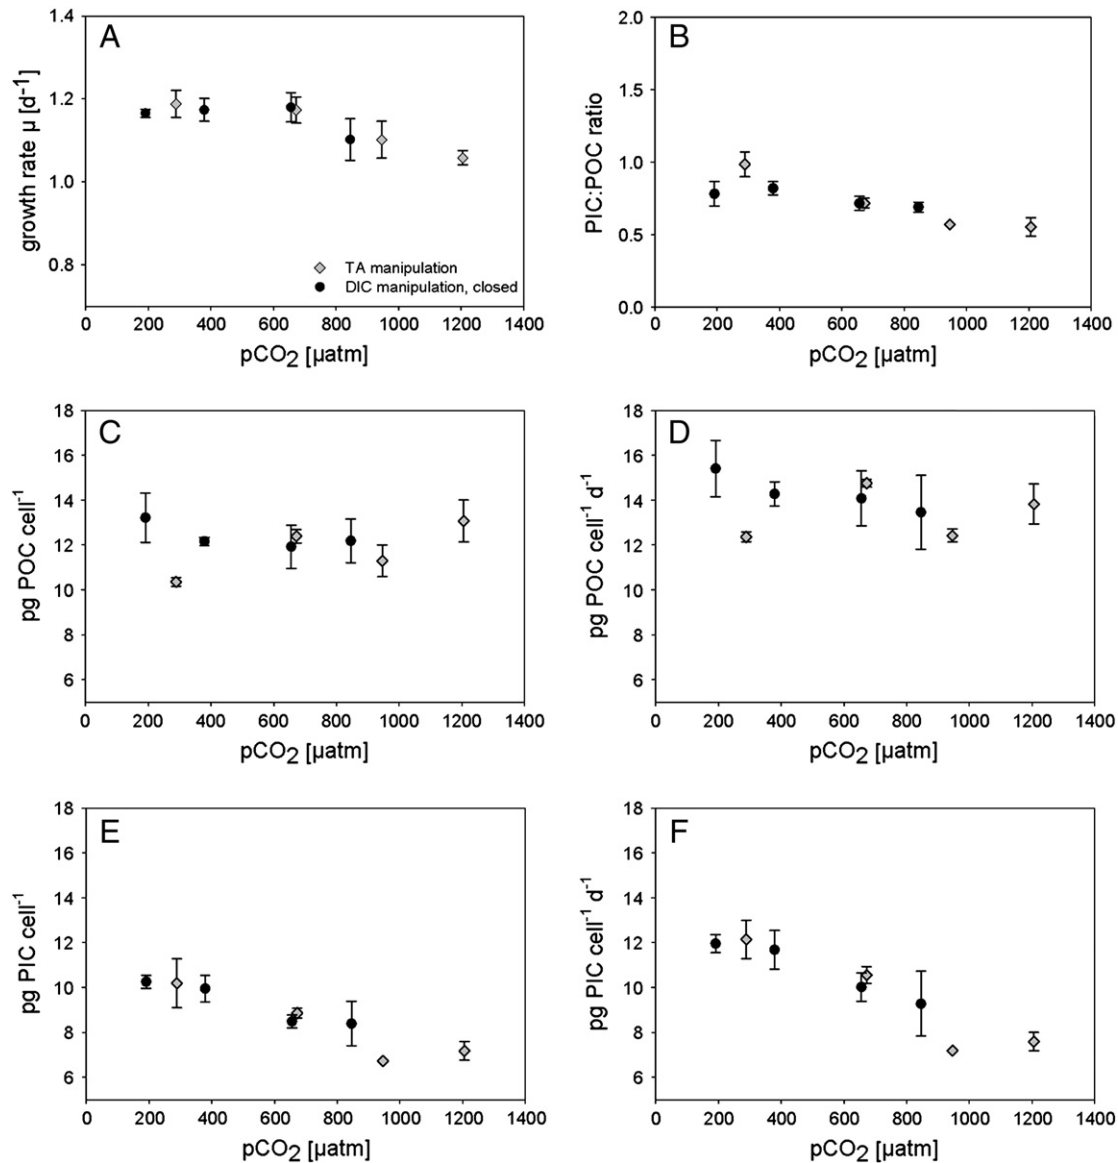 A
growth rate µ [d⁻¹]
1.4
1.2
1.0
0.8
TA manipulation
DIC manipulation, closed
0 200 400 600 800 1000 1200 1400
pCO₂ [µatm]
B
PIC:POC ratio
2.0
1.5
1.0
0.5
0.0
0 200 400 600 800 1000 1200 1400
pCO₂ [µatm]
C
pg POC cell⁻¹
18
16
14
12
10
8
6
0 200 400 600 800 1000 1200 1400
pCO₂ [µatm]
D
pg POC cell⁻¹ d⁻¹
18
16
14
12
10
8
6
0 200 400 600 800 1000 1200 1400
pCO₂ [µatm]
E
pg PIC cell⁻¹
18
16
14
12
10
8
6
0 200 400 600 800 1000 1200 1400
pCO₂ [µatm]
F
pg PIC cell⁻¹ d⁻¹
18
16
14
12
10
8
6
0 200 400 600 800 1000 1200 1400
pCO₂ [µatm]